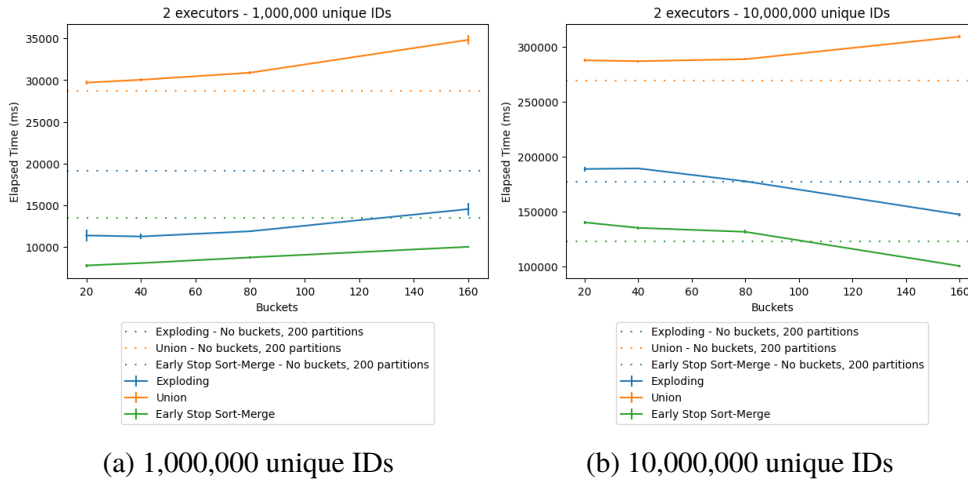 2 executors - 1,000,000 unique IDs
35000
30000
25000
20000
15000
10000
Elapsed Time (ms)
20 40 60 80 100 120 140 160
Buckets
Exploding - No buckets, 200 partitions
Union - No buckets, 200 partitions
Early Stop Sort-Merge - No buckets, 200 partitions
Exploding
Union
Early Stop Sort-Merge
(a) 1,000,000 unique IDs
2 executors - 10,000,000 unique IDs
300000
250000
200000
150000
100000
Elapsed Time (ms)
20 40 60 80 100 120 140 160
Buckets
Exploding - No buckets, 200 partitions
Union - No buckets, 200 partitions
Early Stop Sort-Merge - No buckets, 200 partitions
Exploding
Union
Early Stop Sort-Merge
(b) 10,000,000 unique IDs